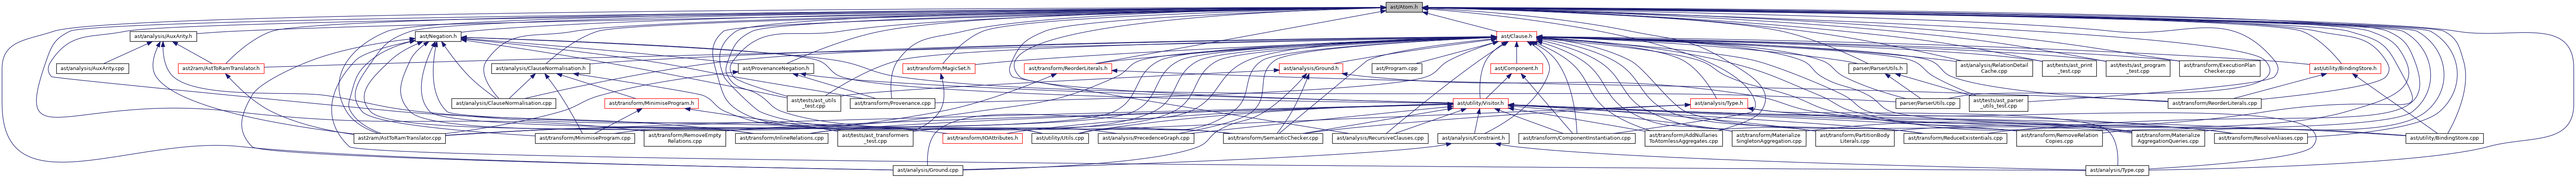 ast/Atom.h
ast/analysis/AuxArity.h
ast/Negation.h
ast/Clause.h
ast/analysis/AuxArity.cpp
ast2ram/AstToRamTranslator.h
ast/analysis/ClauseNormalisation.h
ast/ProvenanceNegation.h
ast/transform/MagicSet.h
ast/transform/ReorderLiterals.h
ast/analysis/Ground.h
ast/Program.cpp
ast/Component.h
parser/ParserUtils.h
ast/analysis/RelationDetail
Cache.cpp
ast/tests/ast_print
_test.cpp
ast/tests/ast_program
_test.cpp
ast/transform/ExecutionPlan
Checker.cpp
ast/utility/BindingStore.h
ast/analysis/ClauseNormalisation.cpp
ast/transform/MinimiseProgram.h
ast/tests/ast_utils
_test.cpp
ast/transform/Provenance.cpp
ast/utility/Visitor.h
ast/analysis/Type.h
parser/ParserUtils.cpp
ast/tests/ast_parser
_utils_test.cpp
ast/transform/ReorderLiterals.cpp
ast2ram/AstToRamTranslator.cpp
ast/transform/MinimiseProgram.cpp
ast/transform/RemoveEmpty
Relations.cpp
ast/transform/InlineRelations.cpp
ast/tests/ast_transformers
_test.cpp
ast/transform/IOAttributes.h
ast/utility/Utils.cpp
ast/analysis/PrecedenceGraph.cpp
ast/transform/SemanticChecker.cpp
ast/analysis/RecursiveClauses.cpp
ast/analysis/Constraint.h
ast/transform/ComponentInstantiation.cpp
ast/transform/AddNullaries
ToAtomlessAggregates.cpp
ast/transform/Materialize
SingletonAggregation.cpp
ast/transform/PartitionBody
Literals.cpp
ast/transform/ReduceExistentials.cpp
ast/transform/RemoveRelation
Copies.cpp
ast/transform/Materialize
AggregationQueries.cpp
ast/transform/ResolveAliases.cpp
ast/utility/BindingStore.cpp
ast/analysis/Ground.cpp
ast/analysis/Type.cpp